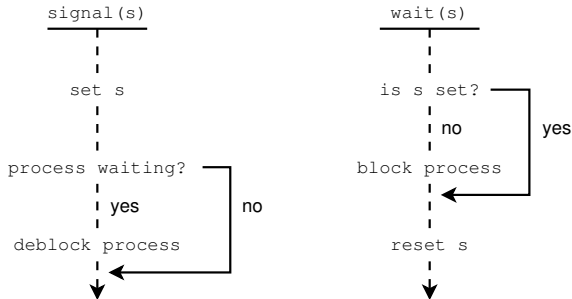 signal(s)
set s
process waiting?
yes
no
deblock process
wait(s)
is s set?
no
yes
block process
reset s